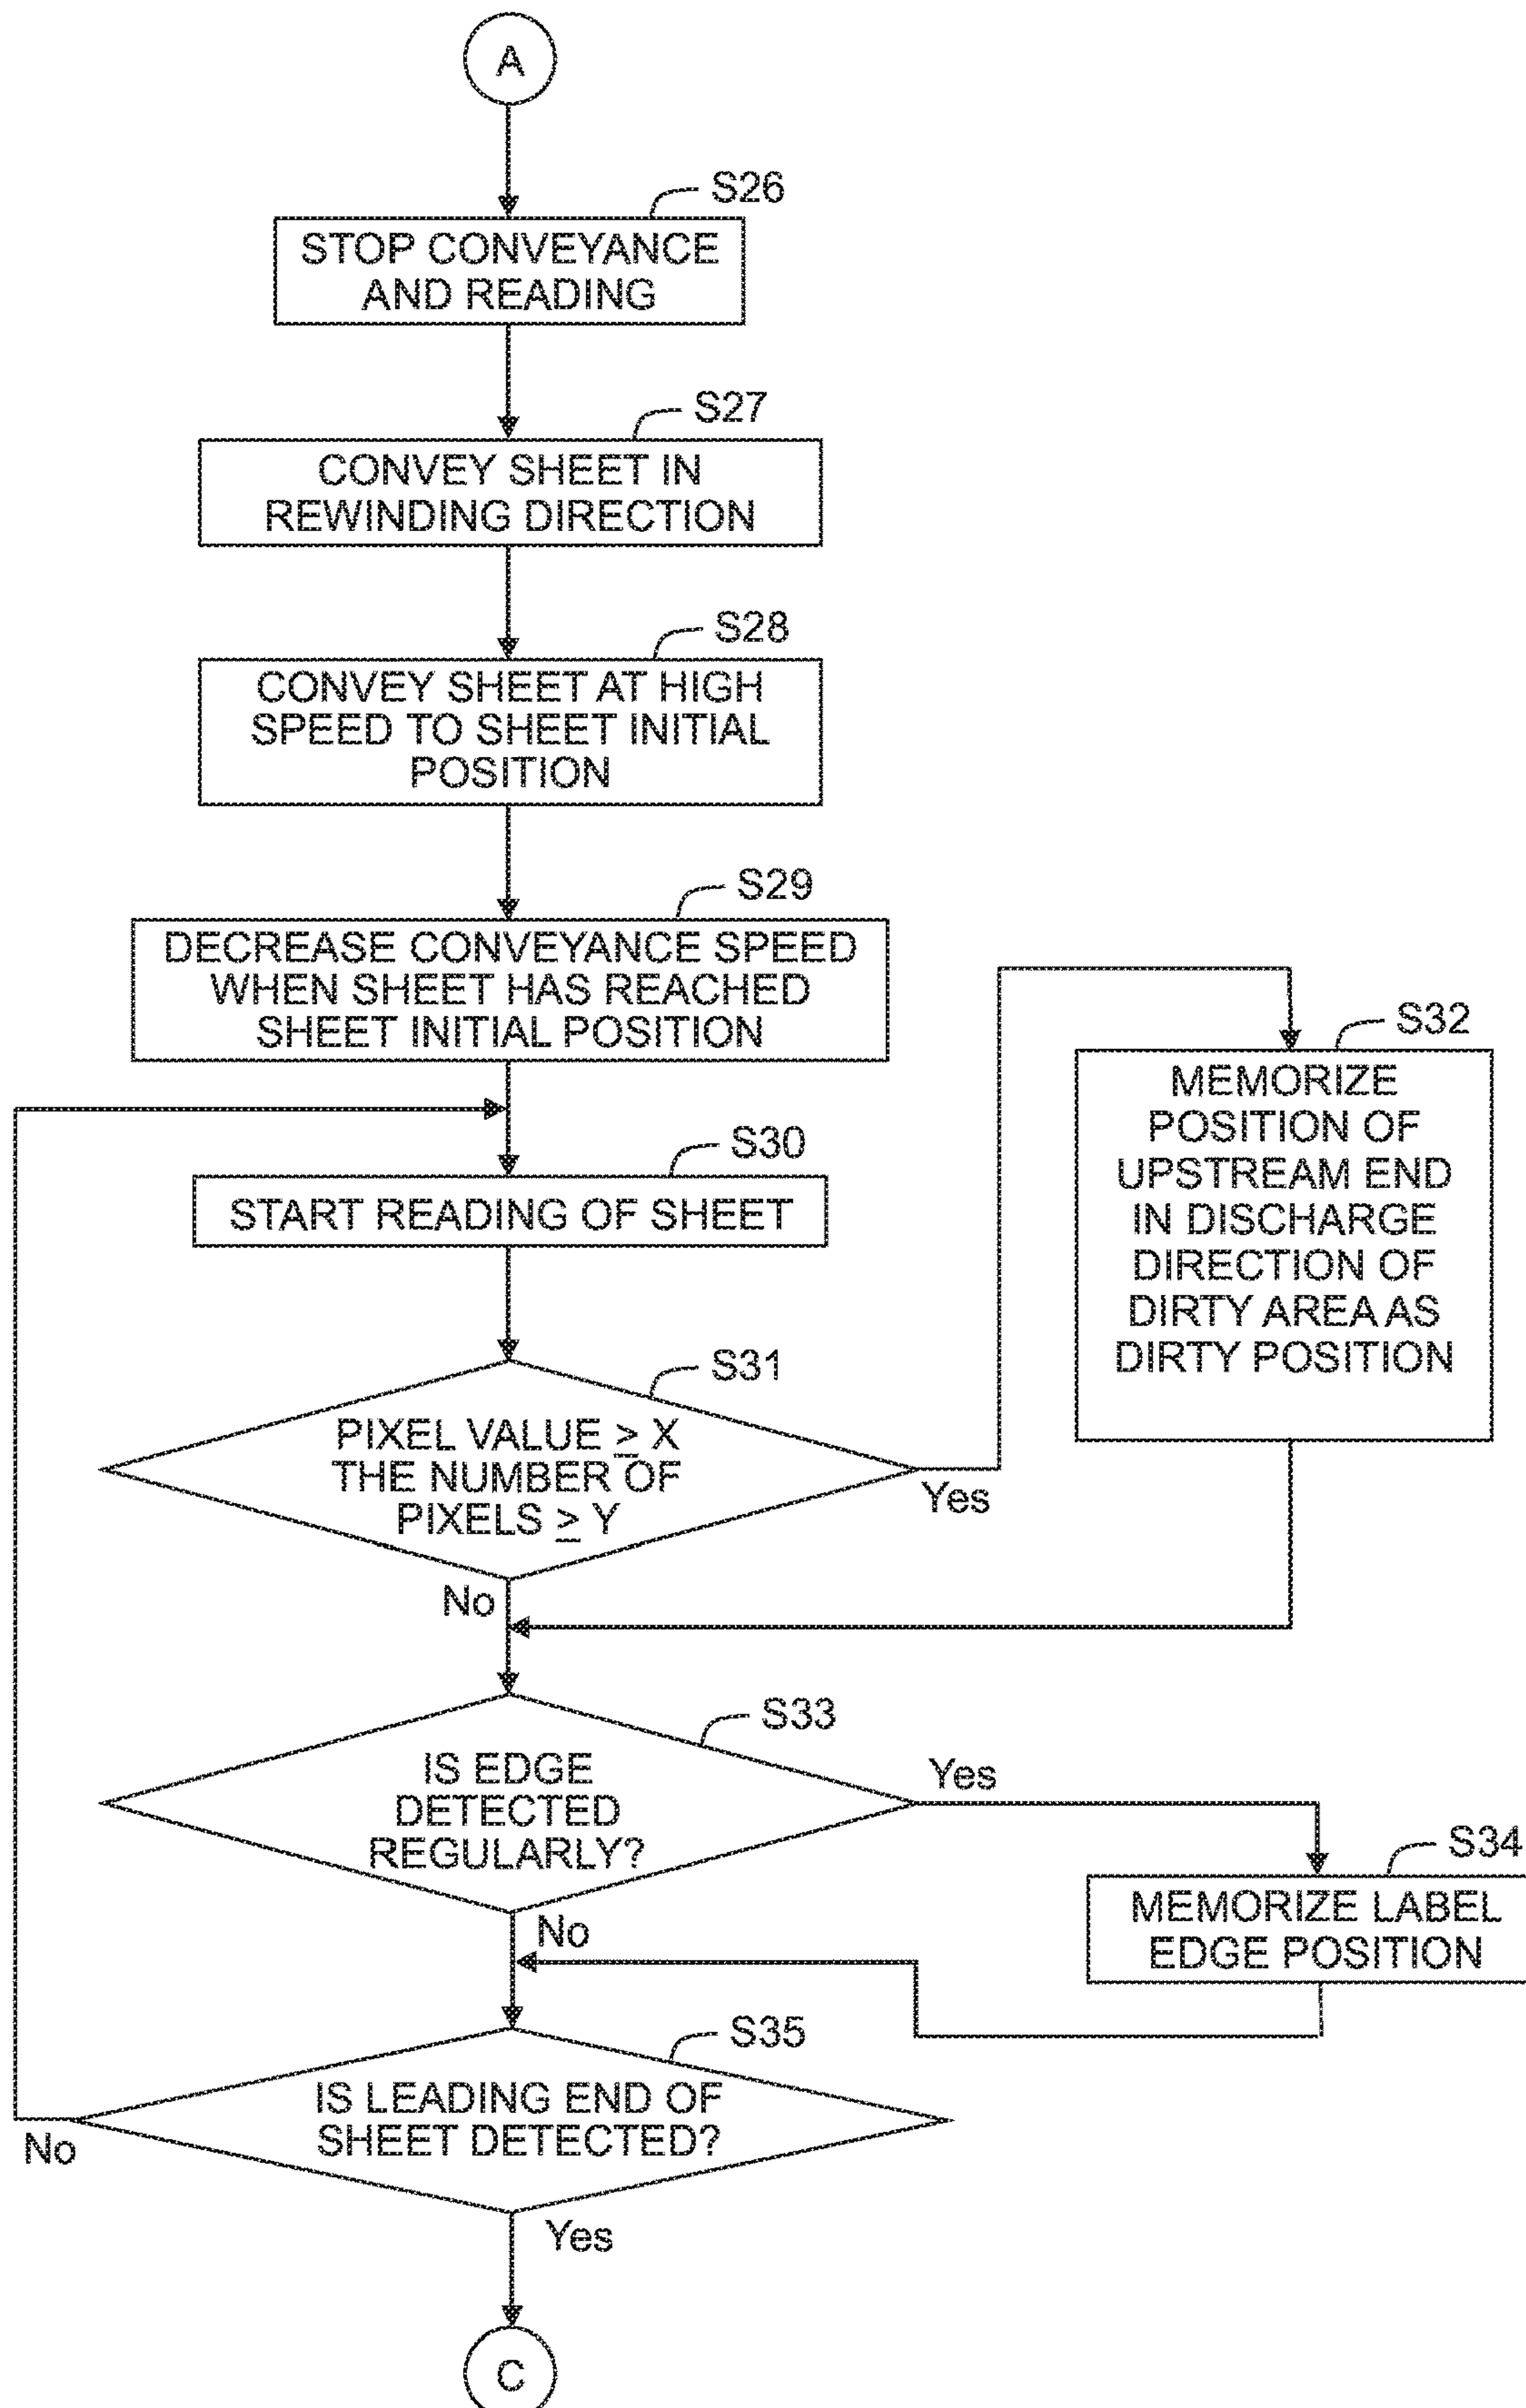 A
S26
STOP CONVEYANCE
AND READING
S27
CONVEY SHEET IN
REWINDING DIRECTION
S28
CONVEY SHEET AT HIGH
SPEED TO SHEET INITIAL
POSITION
S29
DECREASE CONVEYANCE SPEED
WHEN SHEET HAS REACHED
SHEET INITIAL POSITION
S30
START READING OF SHEET
S31
PIXEL VALUE ≥ X
THE NUMBER OF
PIXELS ≥ Y
Yes
No
S32
MEMORIZE
POSITION OF
UPSTREAM END
IN DISCHARGE
DIRECTION OF
DIRTY AREA AS
DIRTY POSITION
S33
IS EDGE
DETECTED
REGULARLY?
Yes
No
S34
MEMORIZE LABEL
EDGE POSITION
S35
IS LEADING END OF
SHEET DETECTED?
No
Yes
C